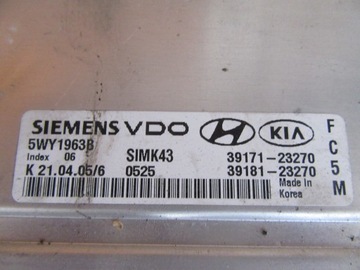 SIEMENS VDO KIA
5WY1963B
Index 06 SIMK43 39171-23270
K 21.04.05/6 0525 39181-23270
Made in
Korea
FC5M